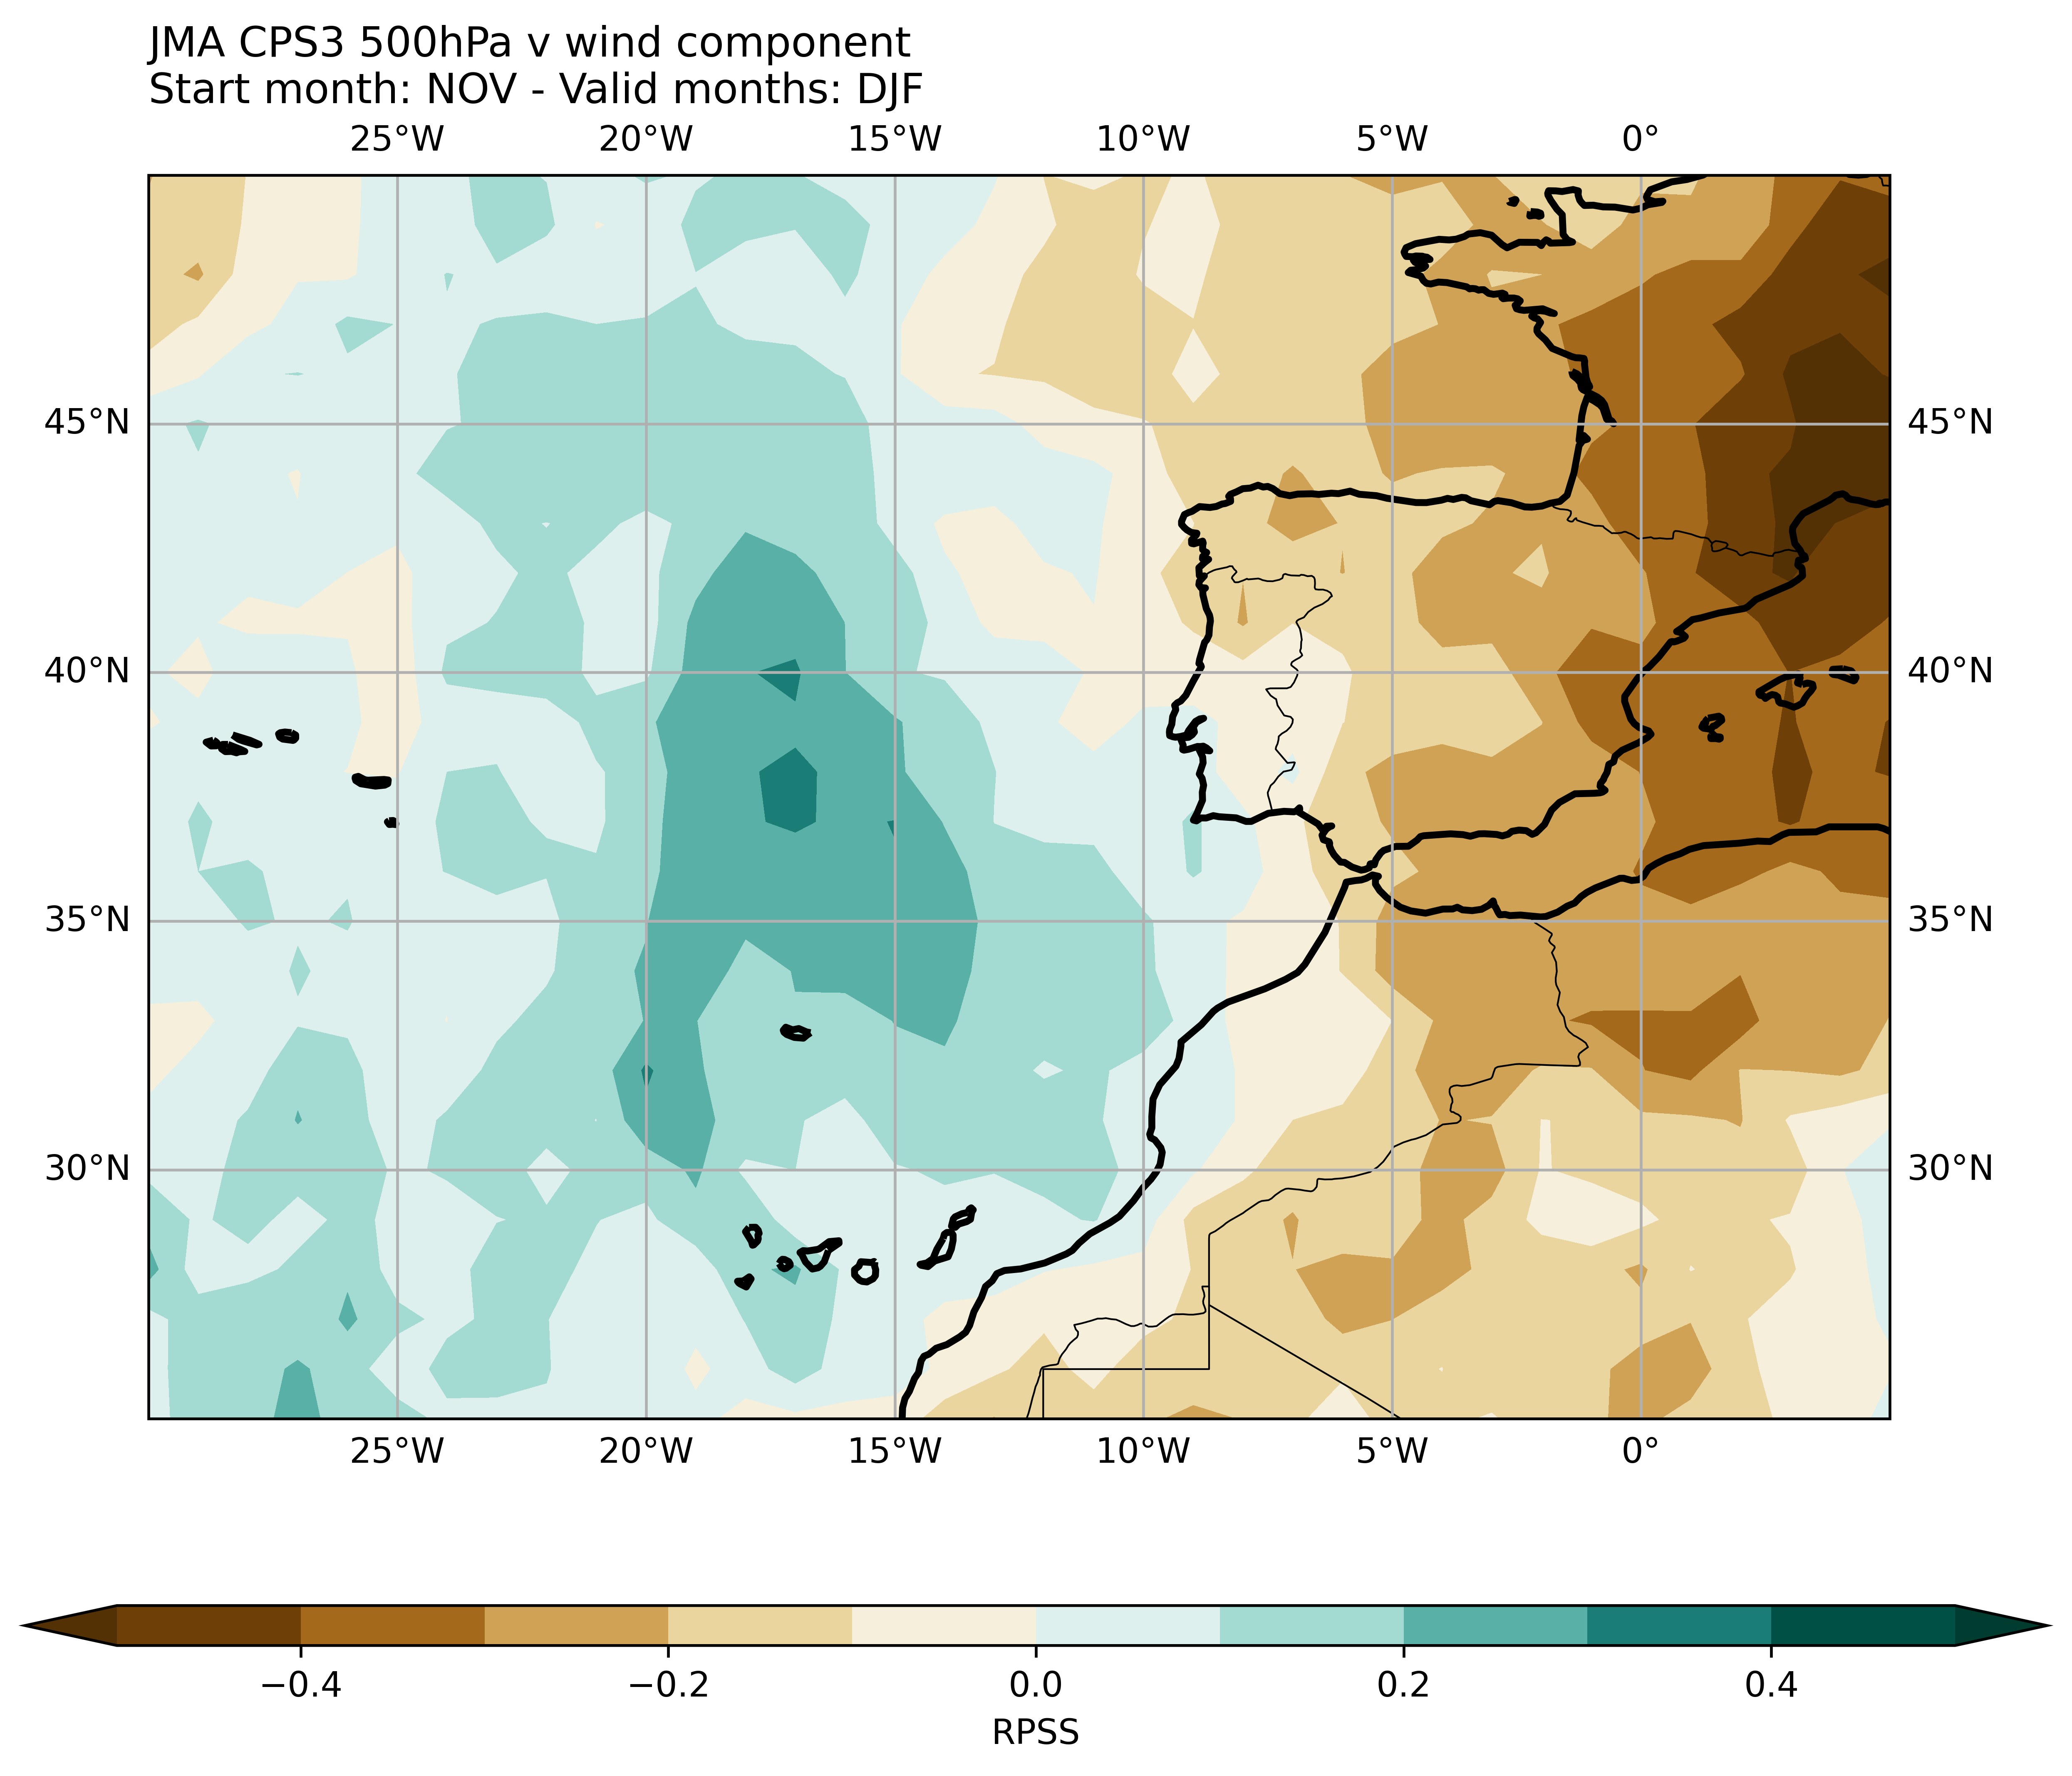 JMA CPS3 500hPa v wind component
Start month: NOV - Valid months: DJF
25°W 20°W 15°W 10°W 5°W 0°
45°N 45°N
40°N 40°N
35°N 35°N
30°N 30°N
25°W 20°W 15°W 10°W 5°W 0°
−0.4 −0.2 0.0 0.2 0.4
RPSS